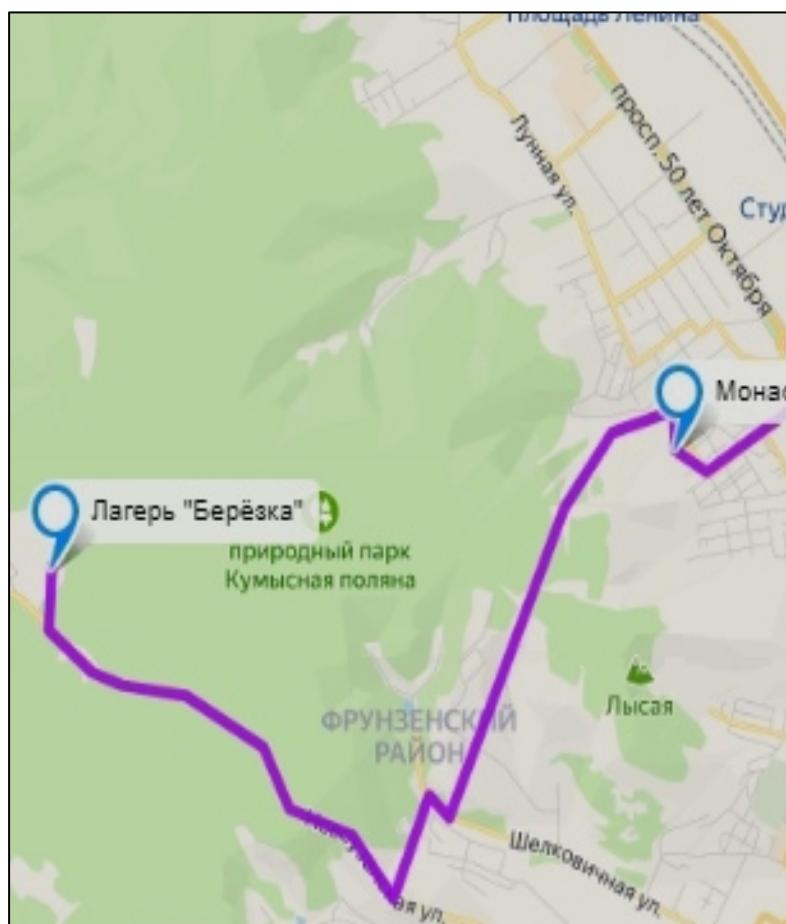 Площадь Ленина
просп. 50 лет Октября
Лунная ул.
Студ
Монас
Лагерь "Берёзка"
природный парк
Кумысная поляна
Лысая
ФРУНЗЕНСКИЙ
РАЙОН
Шелковичная ул.
ул.